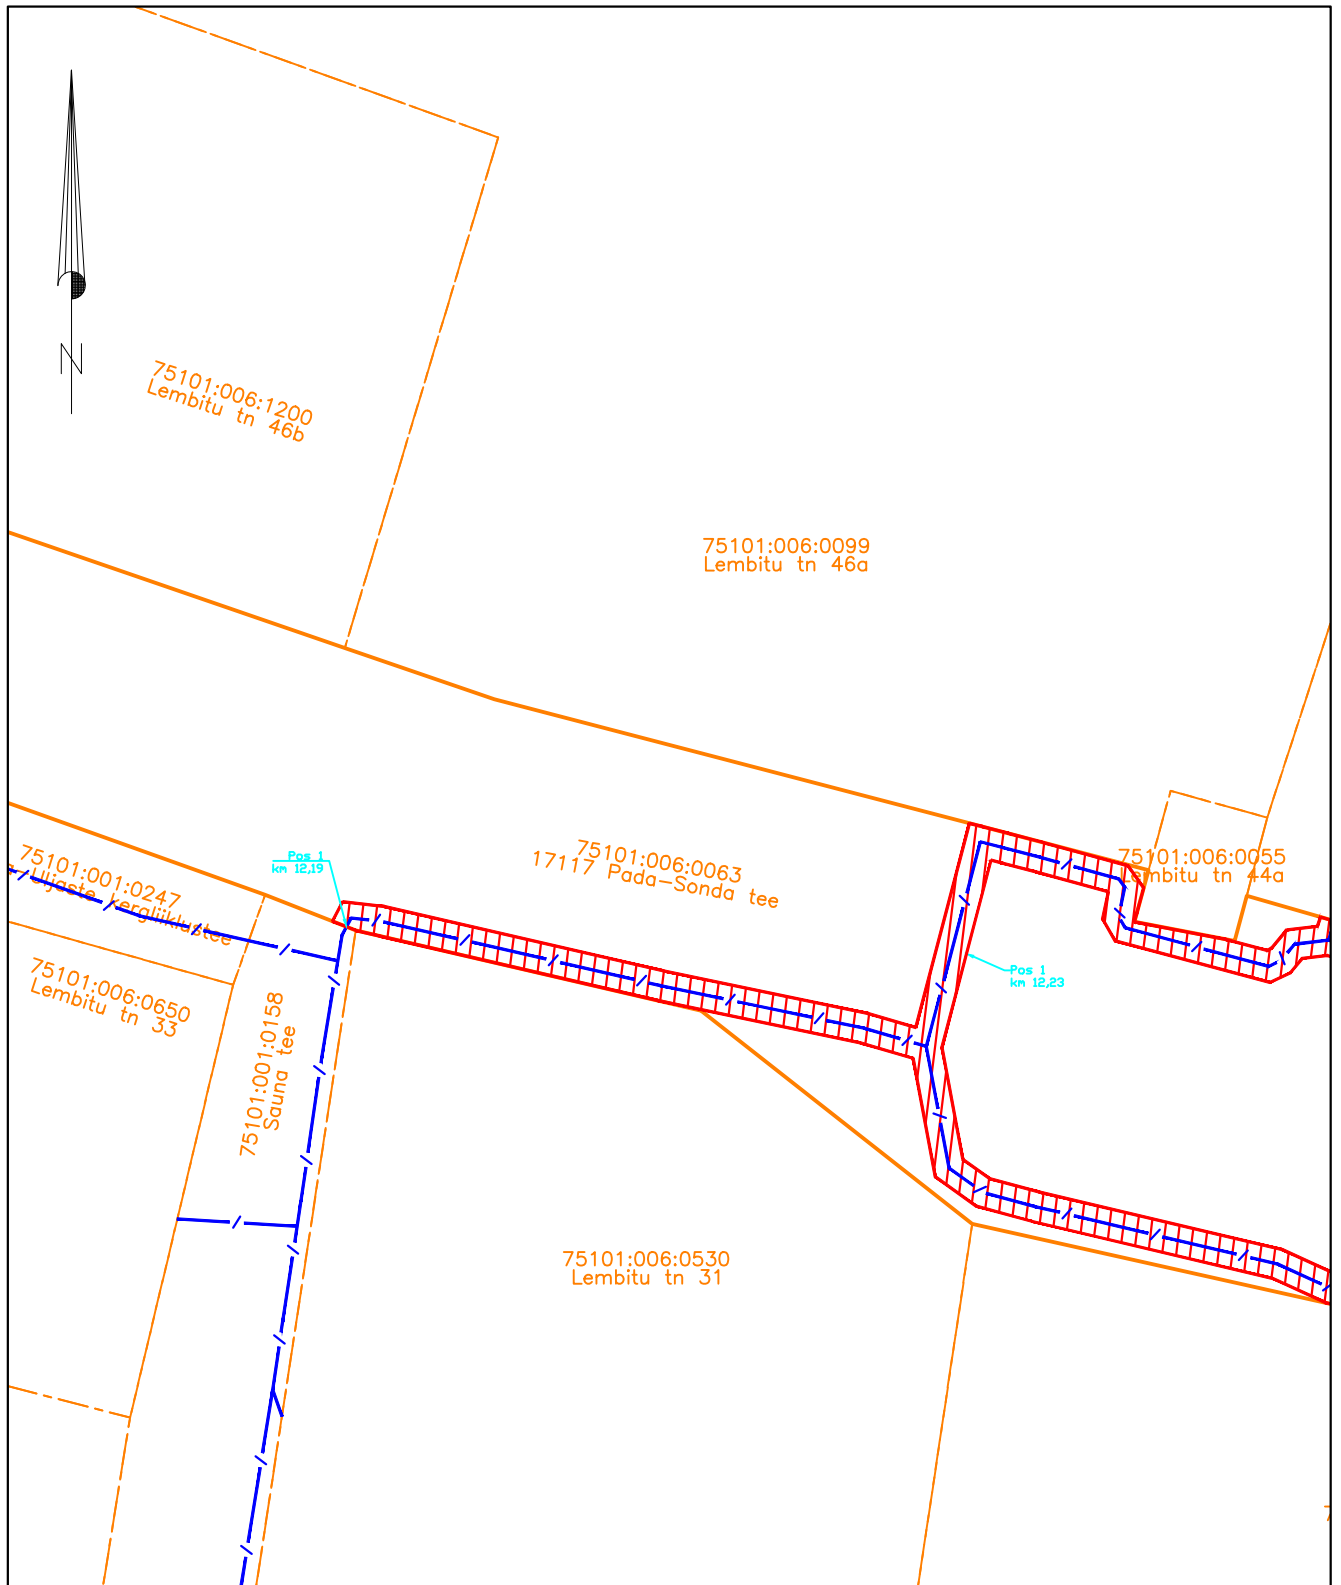 N
75101:006:1200
Lembitu tn 46b
75101:006:0099
Lembitu tn 46a
75101:006:0063
17117 Pada-Sonda tee
75101:006:0055
Lembitu tn 44a
75101:001:0247
Uljaste kergliiklustee
Pos 1
km 12,19
75101:006:0650
Lembitu tn 33
75101:001:0158
Sauna tee
Pos 1
km 12,23
75101:006:0530
Lembitu tn 31